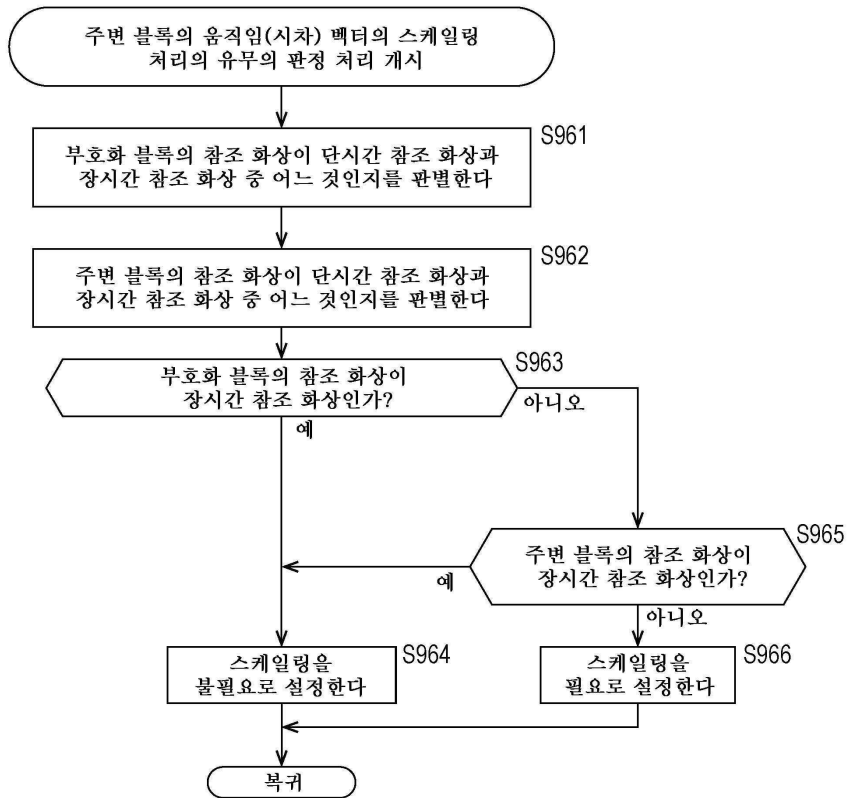 주변 블록의 움직임(시차) 벡터의 스케일링
처리의 유무의 판정 처리 개시
S961
부호화 블록의 참조 화상이 단시간 참조 화상과
장시간 참조 화상 중 어느 것인지를 판별한다
S962
주변 블록의 참조 화상이 단시간 참조 화상과
장시간 참조 화상 중 어느 것인지를 판별한다
S963
부호화 블록의 참조 화상이
장시간 참조 화상인가?
아니오
예
S965
주변 블록의 참조 화상이
장시간 참조 화상인가?
예
아니오
S964
스케일링을
불필요로 설정한다
S966
스케일링을
필요로 설정한다
복귀